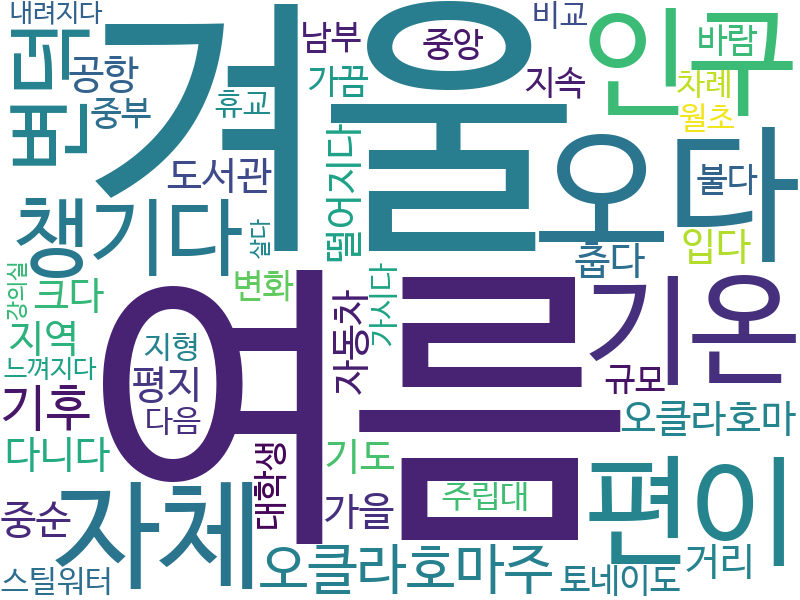 내려지다
남부
중앙
비교
인구
바람
겨울
번덕
공항
중부
휴교
가끔
지속
차례
월초
도서관
떨어지다
오다
불다
챙기다
살다
춥다
입다
강의실
크다
변화
자동차
가시다
여름
기온
지역
지형
느껴지다
평지
규모
기후
다음
오클라호마
다니다
대학생
기도
편이
중순
자체
가을
주립대
스틸워터
오클라호마주
토네이도
거리